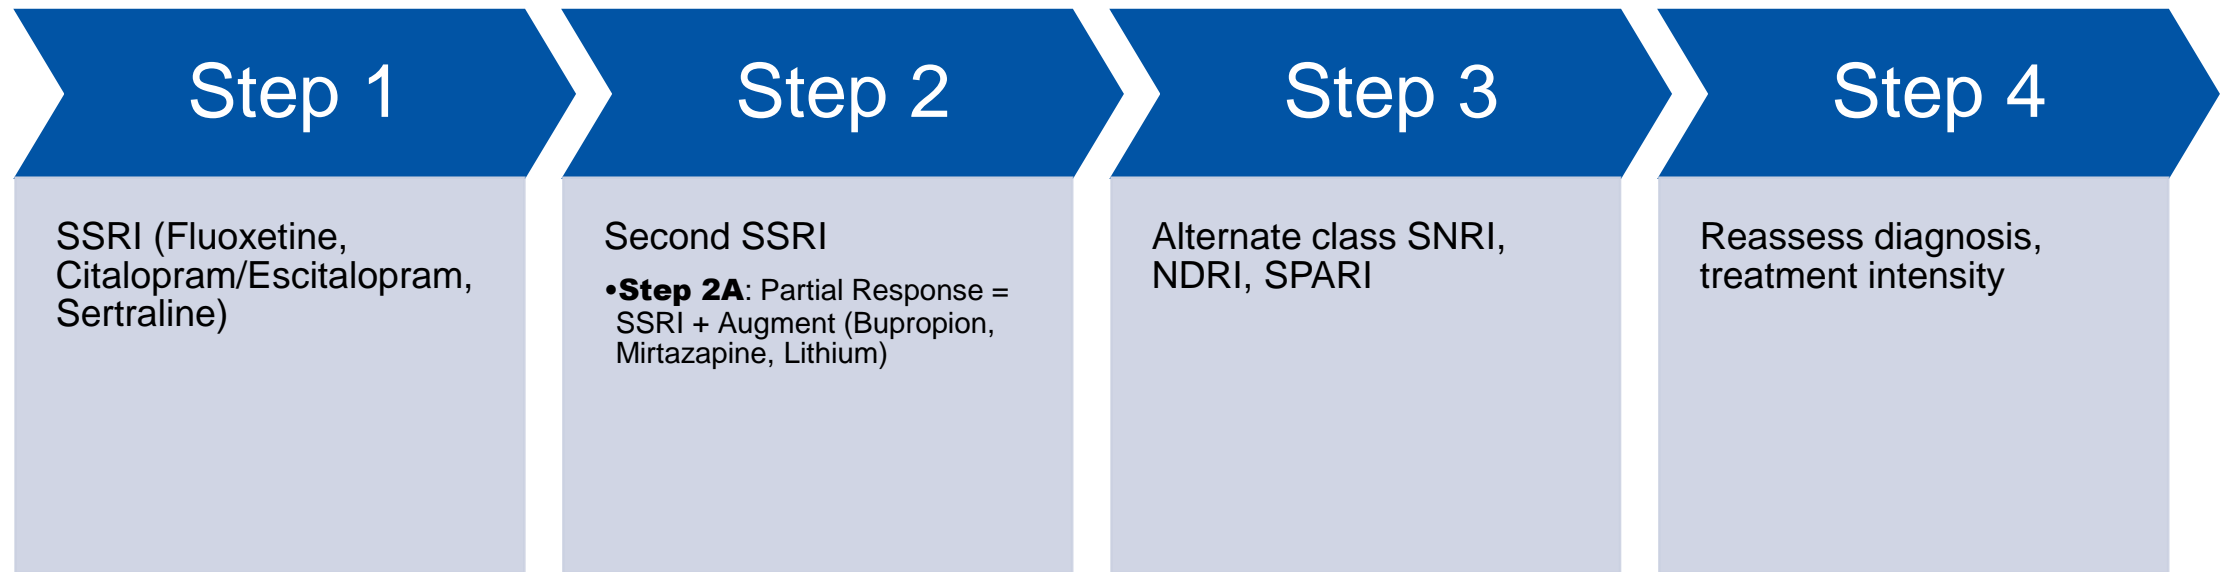 Step 1
SSRI (Fluoxetine,
Citalopram/Escitalopram,
Sertraline)
Step 2
Second SSRI
•Step 2A: Partial Response =
SSRI + Augment (Bupropion,
Mirtazapine, Lithium)
Step 3
Alternate class SNRI,
NDRI, SPARI
Step 4
Reassess diagnosis,
treatment intensity